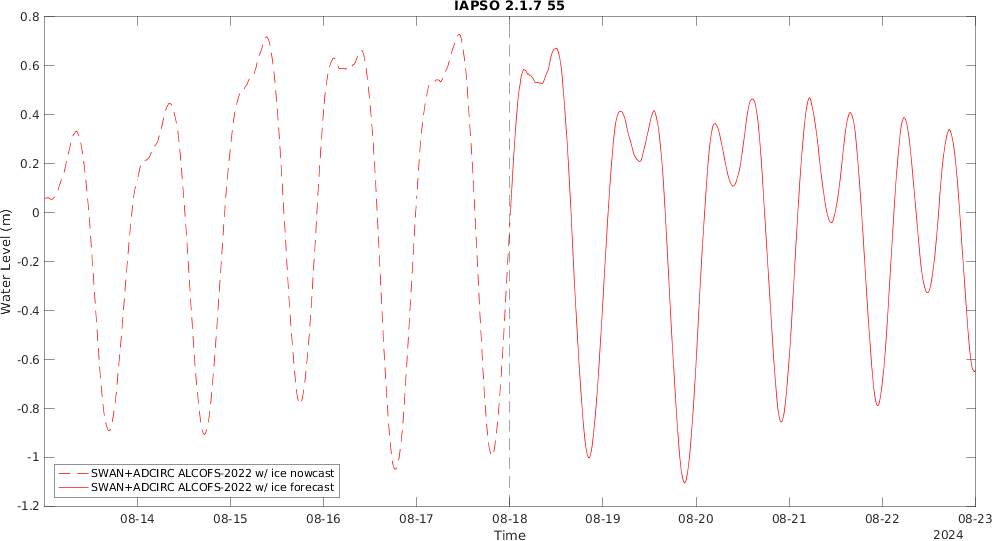 IAPSO 2.1.7 55
0.8
0.6
0.4
0.2
0
-0.2
-0.4
-0.6
-0.8
-1
-1.2
Water Level (m)
SWAN+ADCIRC ALCOFS-2022 w/ ice nowcast
SWAN+ADCIRC ALCOFS-2022 w/ ice forecast
08-14 08-15 08-16 08-17 08-18 08-19 08-20 08-21 08-22 08-23
Time
2024